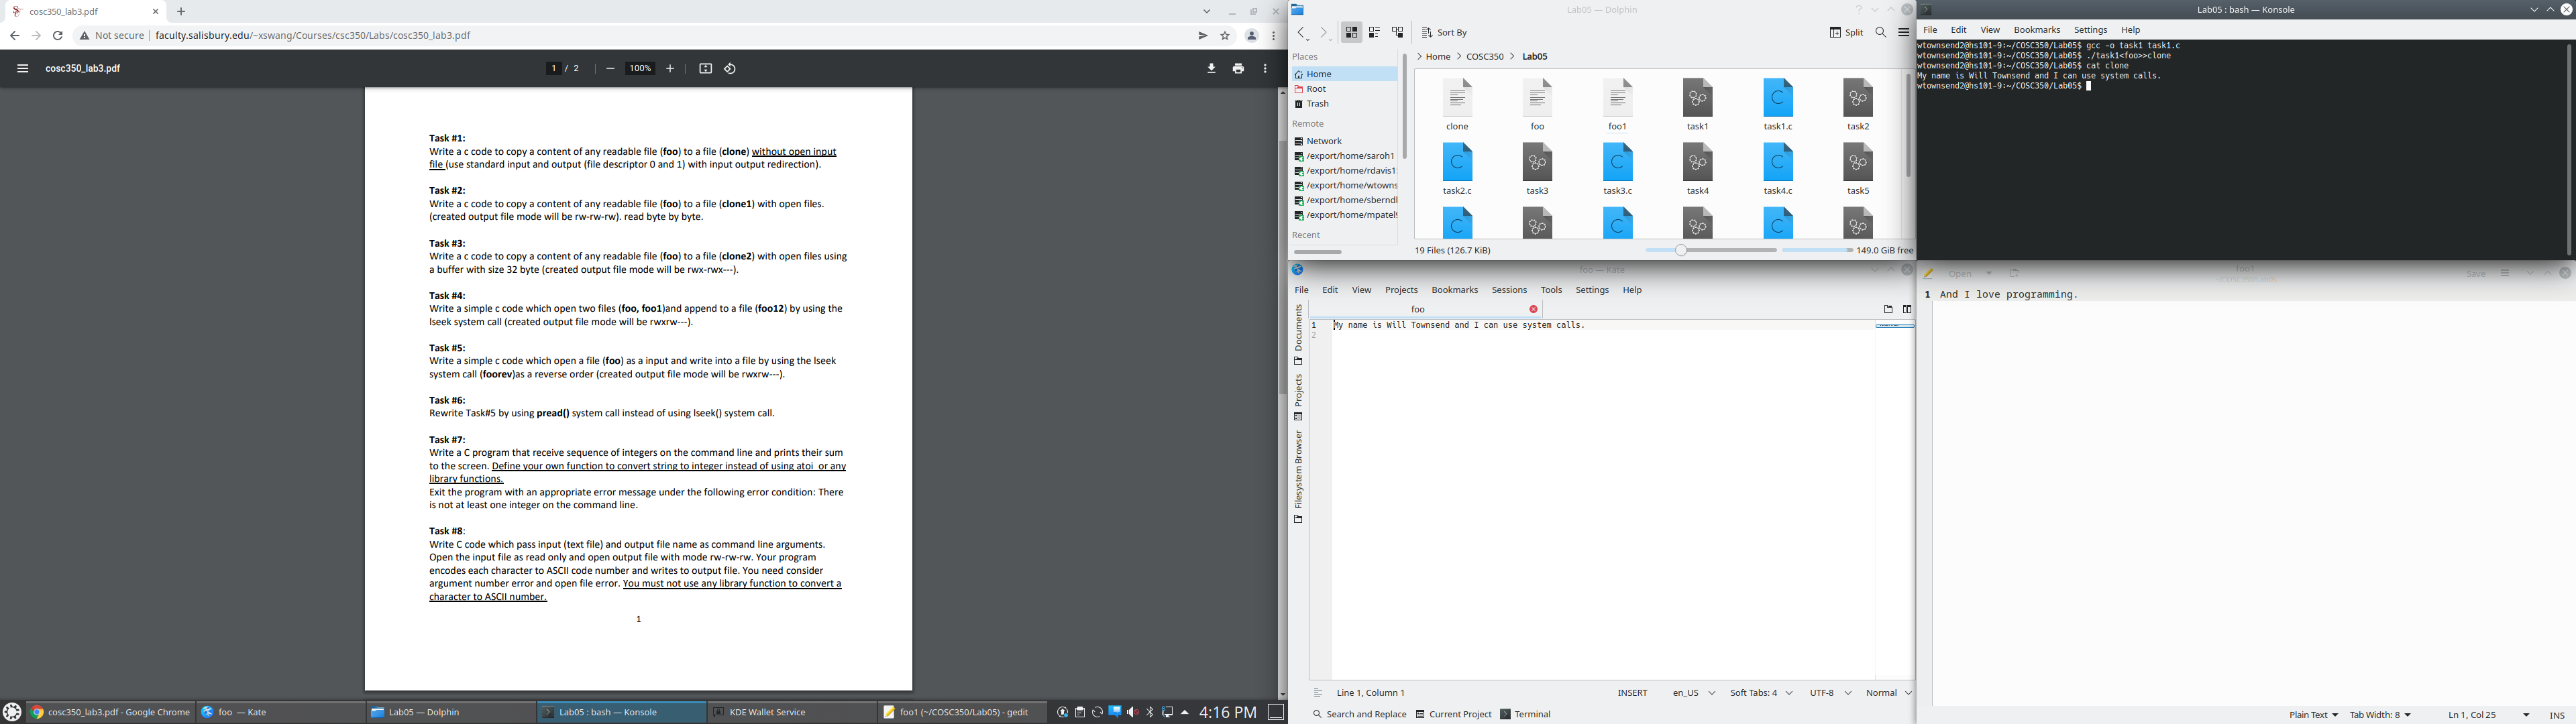 cosc350_lab3.pdf
Not secure | faculty.salisbury.edu/~xswang/Courses/csc350/Labs/cosc350_lab3.pdf
cosc350_lab3.pdf
1 / 2
100%
Task #1:
Write a c code to copy a content of any readable file (foo) to a file (clone) without open input
file (use standard input and output (file descriptor 0 and 1) with input output redirection).
Task #2:
Write a c code to copy a content of any readable file (foo) to a file (clone1) with open files.
(created output file mode will be rw-rw-rw). read byte by byte.
Task #3:
Write a c code to copy a content of any readable file (foo) to a file (clone2) with open files using
a buffer with size 32 byte (created output file mode will be rwx-rwx---).
Task #4:
Write a simple c code which open two files (foo, foo1)and append to a file (foo12) by using the
lseek system call (created output file mode will be rwxrw---).
Task #5:
Write a simple c code which open a file (foo) as a input and write into a file by using the lseek
system call (foorev)as a reverse order (created output file mode will be rwxrw---).
Task #6:
Rewrite Task#5 by using pread() system call instead of using lseek() system call.
Task #7:
Write a C program that receive sequence of integers on the command line and prints their sum
to the screen. Define your own function to convert string to integer instead of using atoi or any
library functions.
Exit the program with an appropriate error message under the following error condition: There
is not at least one integer on the command line.
Task #8:
Write C code which pass input (text file) and output file name as command line arguments.
Open the input file as read only and open output file with mode rw-rw-rw. Your program
encodes each character to ASCII code number and writes to output file. You need consider
argument number error and open file error. You must not use any library function to convert a
character to ASCII number.
1
Lab05 — Dolphin
Sort By
Split
Places
Home
Root
Trash
Remote
Network
/export/home/saroh1
/export/home/rdavis1
/export/home/wtowns
/export/home/sberndl
/export/home/mpatel9
Recent
Home > COSC350 > Lab05
clone foo foo1 task1 task1.c task2
task2.c task3 task3.c task4 task4.c task5
19 Files (126.7 KiB)
149.0 GiB free
Lab05 : bash — Konsole
File Edit View Bookmarks Settings Help
wtownsend2@hs101-9:~/COSC350/Lab05$ gcc -o task1 task1.c
wtownsend2@hs101-9:~/COSC350/Lab05$ ./task1<foo>>clone
wtownsend2@hs101-9:~/COSC350/Lab05$ cat clone
My name is Will Townsend and I can use system calls.
wtownsend2@hs101-9:~/COSC350/Lab05$
foo — Kate
File Edit View Projects Bookmarks Sessions Tools Settings Help
foo
Documents
Projects
Filesystem Browser
1 My name is Will Townsend and I can use system calls.
2
Line 1, Column 1
INSERT en_US Soft Tabs: 4 UTF-8 Normal
Search and Replace Current Project Terminal
Open
foo1
~/COSC350/Lab05
Save
1 And I love programming.
Plain Text Tab Width: 8 Ln 1, Col 25 INS
cosc350_lab3.pdf - Google Chrome
foo — Kate
Lab05 — Dolphin
Lab05 : bash — Konsole
KDE Wallet Service
foo1 (~/COSC350/Lab05) - gedit
4:16 PM